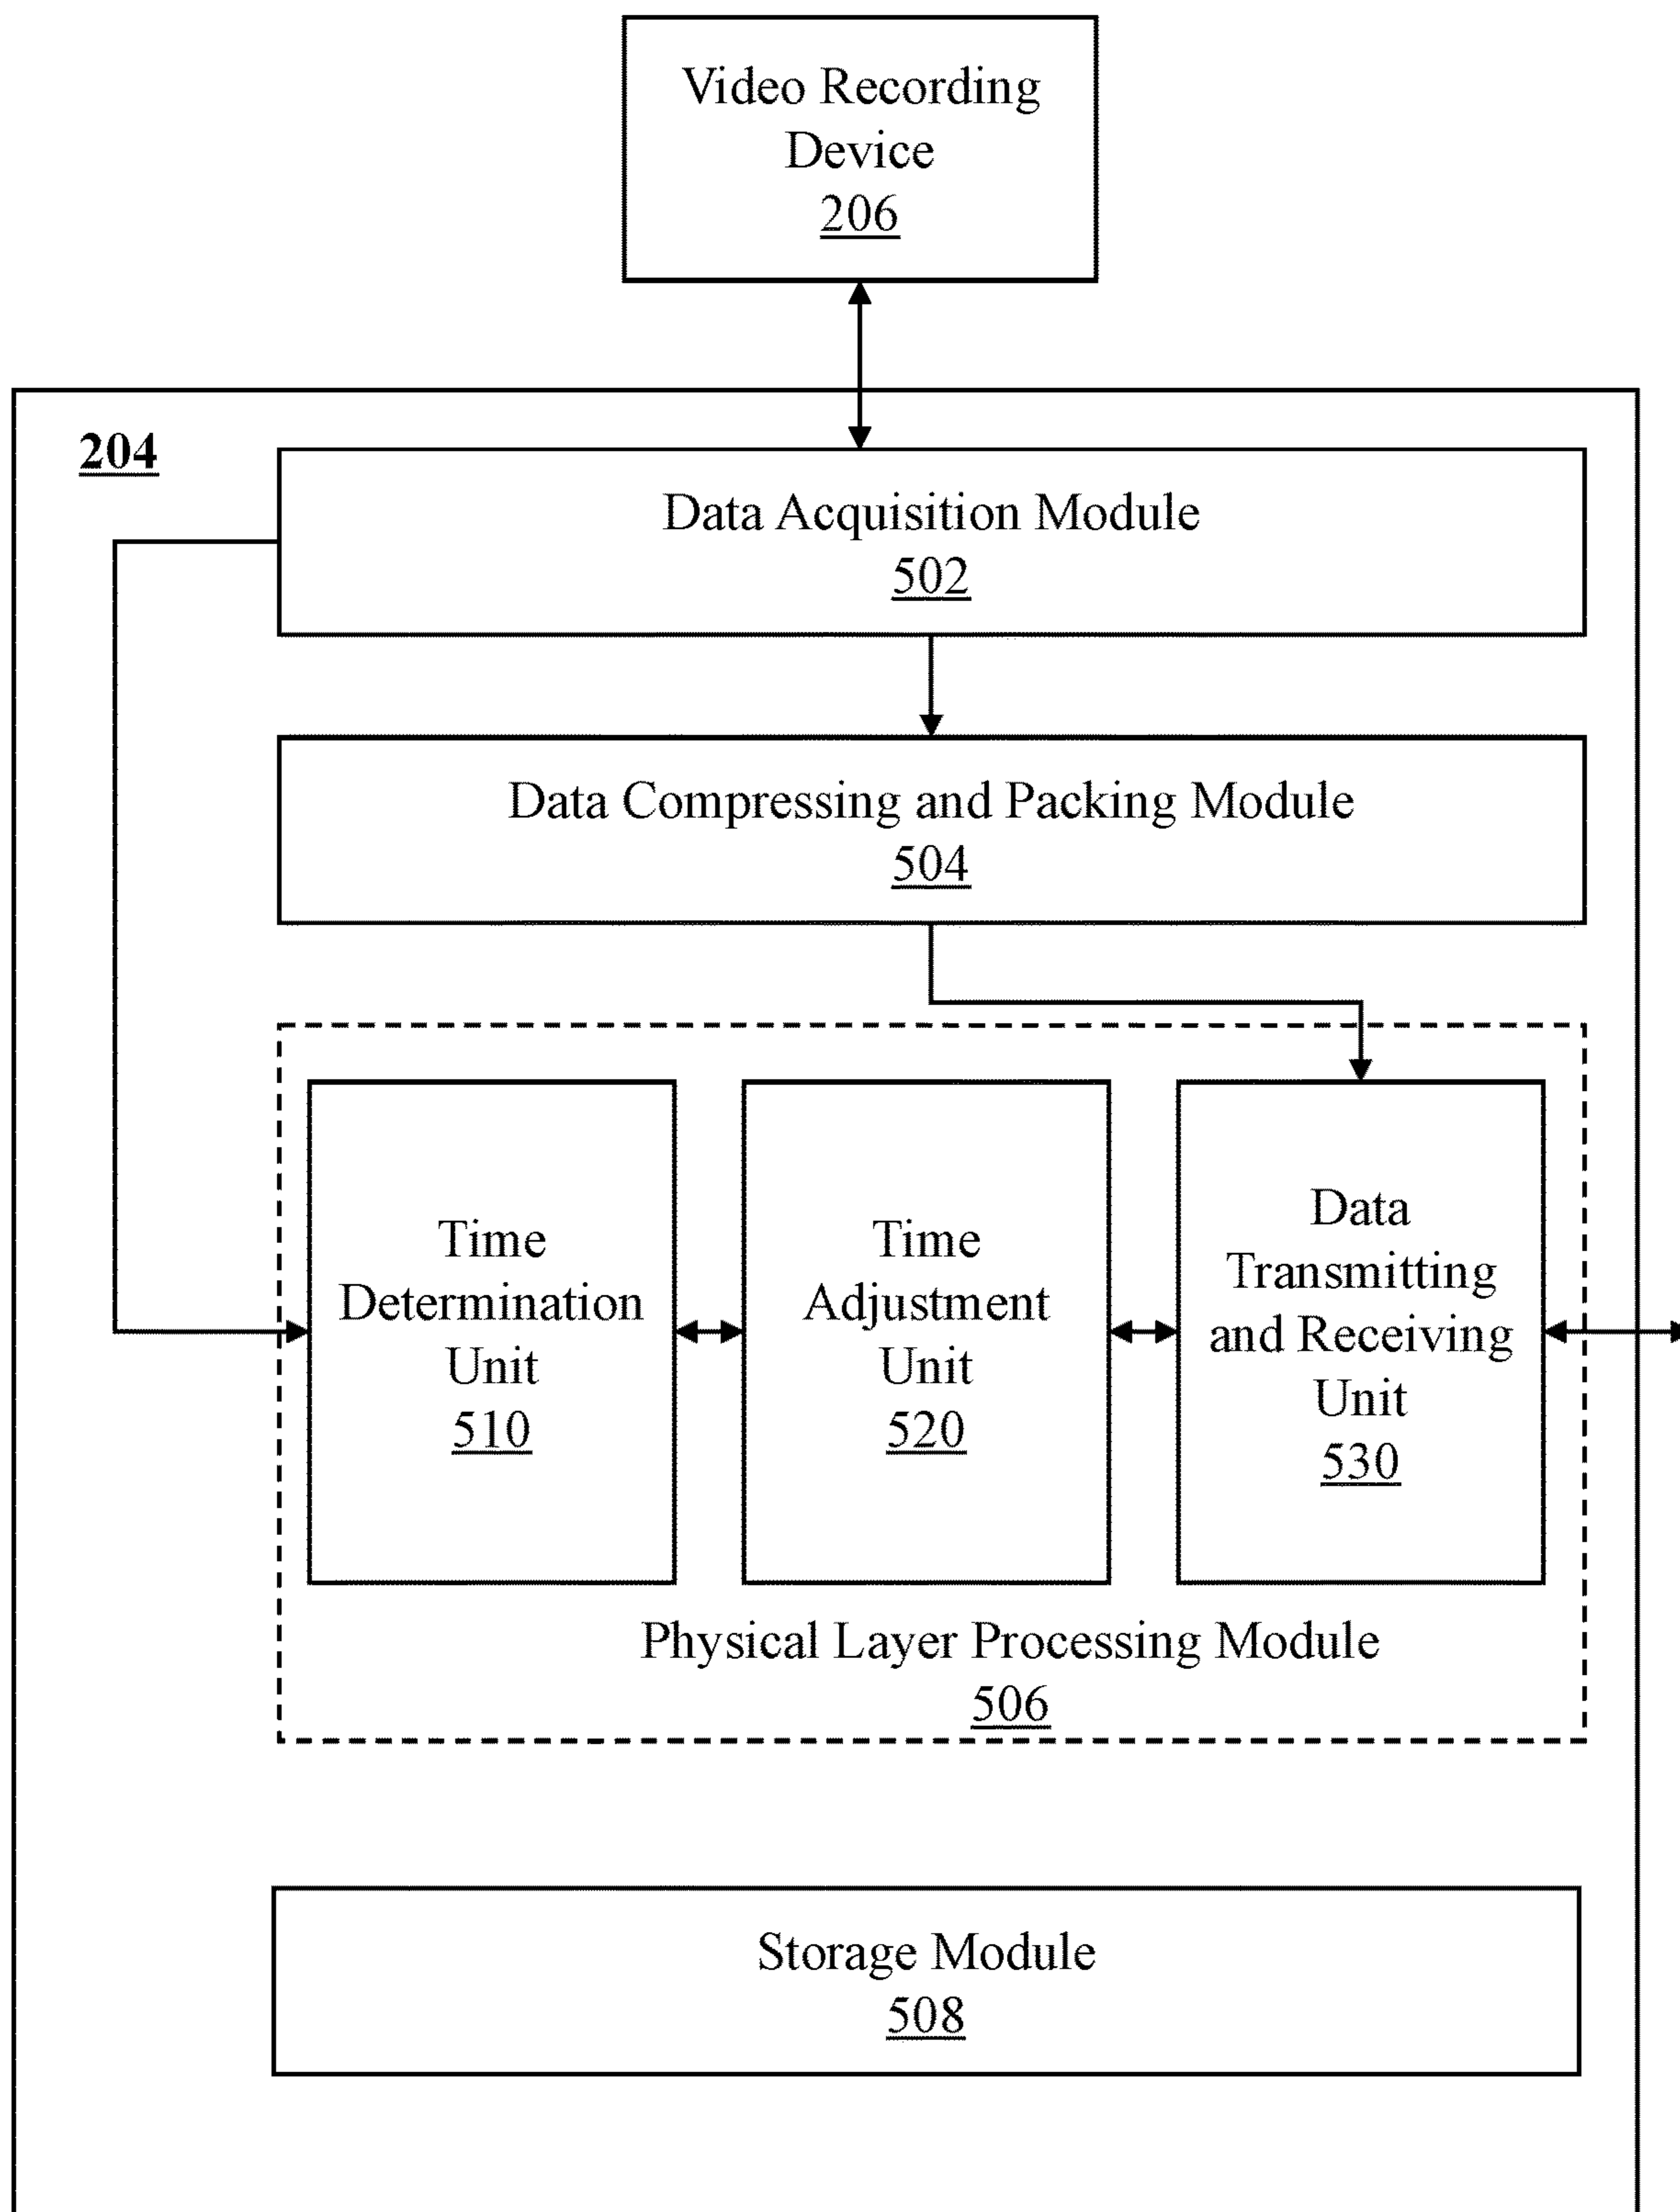 Video Recording
Device
206
204
Data Acquisition Module
502
Data Compressing and Packing Module
504
Time
Determination
Unit
510
Time
Adjustment
Unit
520
Data
Transmitting
and Receiving
Unit
530
Physical Layer Processing Module
506
Storage Module
508